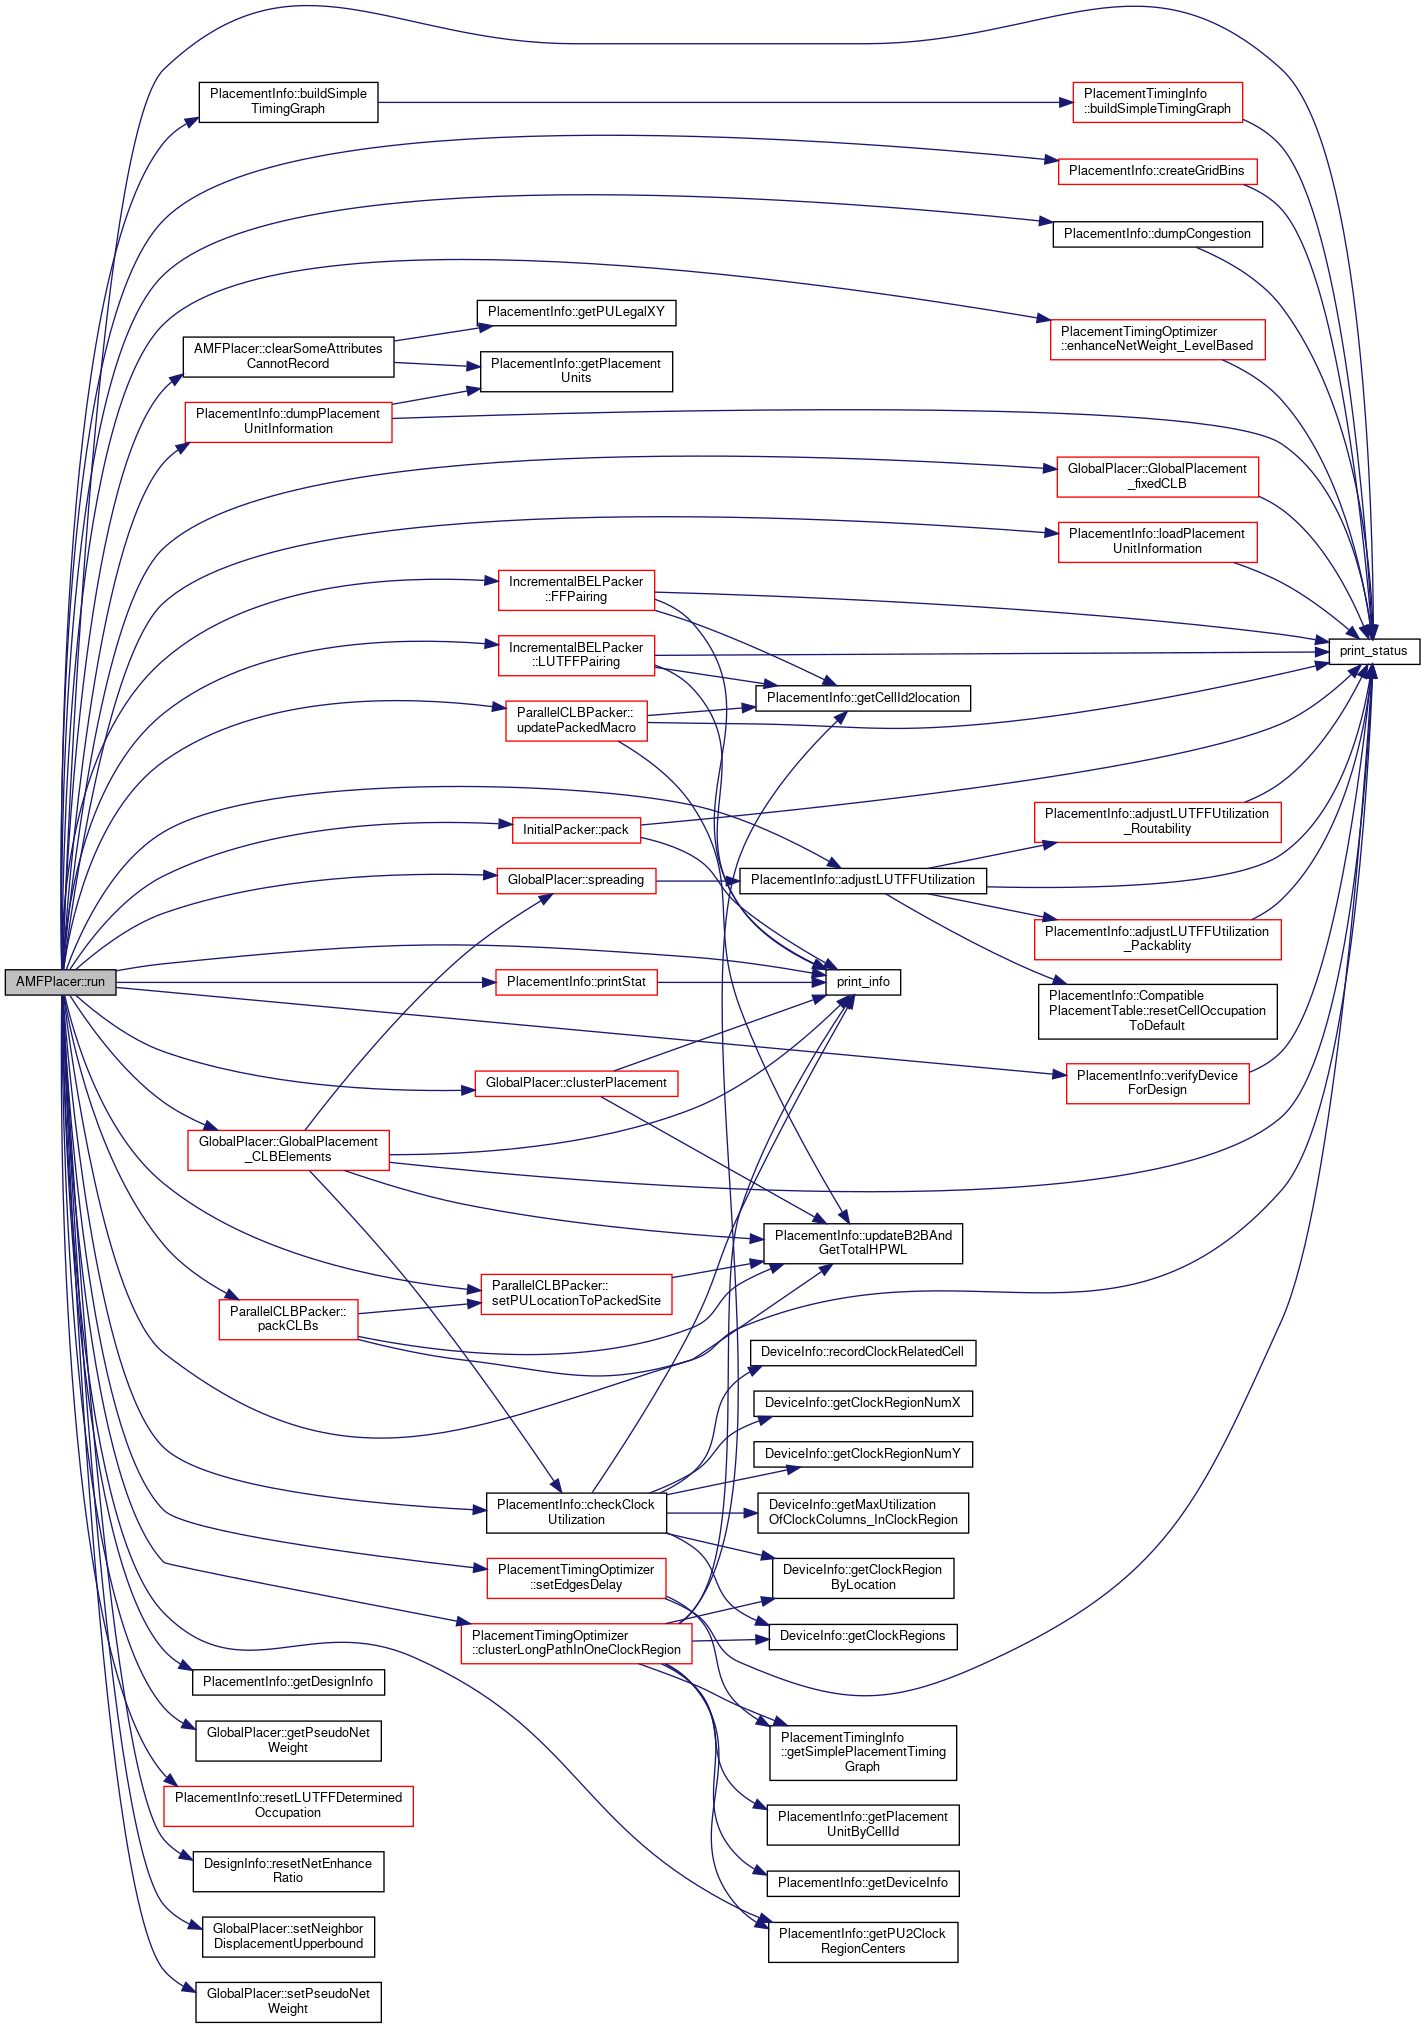 PlacementInfo::buildSimple
TimingGraph
PlacementTimingInfo
::buildSimpleTimingGraph
PlacementInfo::createGridBins
PlacementInfo::dumpCongestion
PlacementInfo::getPULegalXY
PlacementTimingOptimizer
::enhanceNetWeight_LevelBased
AMFPlacer::clearSomeAttributes
CannotRecord
PlacementInfo::getPlacement
Units
PlacementInfo::dumpPlacement
UnitInformation
GlobalPlacer::GlobalPlacement
_fixedCLB
PlacementInfo::loadPlacement
UnitInformation
IncrementalBELPacker
::FFPairing
IncrementalBELPacker
::LUTFFPairing
print_status
PlacementInfo::getCellId2location
ParallelCLBPacker::
updatePackedMacro
InitialPacker::pack
PlacementInfo::adjustLUTFFUtilization
_Routability
GlobalPlacer::spreading
PlacementInfo::adjustLUTFFUtilization
PlacementInfo::adjustLUTFFUtilization
_Packablity
AMFPlacer::run
PlacementInfo::printStat
print_info
PlacementInfo::Compatible
PlacementTable::resetCellOccupation
ToDefault
GlobalPlacer::clusterPlacement
PlacementInfo::verifyDevice
ForDesign
GlobalPlacer::GlobalPlacement
_CLBElements
PlacementInfo::updateB2BAnd
GetTotalHPWL
ParallelCLBPacker::
setPULocationToPackedSite
ParallelCLBPacker::
packCLBs
DeviceInfo::recordClockRelatedCell
DeviceInfo::getClockRegionNumX
DeviceInfo::getClockRegionNumY
PlacementInfo::checkClock
Utilization
DeviceInfo::getMaxUtilization
OfClockColumns_InClockRegion
PlacementTimingOptimizer
::setEdgesDelay
DeviceInfo::getClockRegion
ByLocation
PlacementTimingOptimizer
::clusterLongPathInOneClockRegion
DeviceInfo::getClockRegions
PlacementInfo::getDesignInfo
GlobalPlacer::getPseudoNet
Weight
PlacementTimingInfo
::getSimplePlacementTiming
Graph
PlacementInfo::resetLUTFFDetermined
Occupation
PlacementInfo::getPlacement
UnitByCellId
DesignInfo::resetNetEnhance
Ratio
PlacementInfo::getDeviceInfo
GlobalPlacer::setNeighbor
DisplacementUpperbound
PlacementInfo::getPU2Clock
RegionCenters
GlobalPlacer::setPseudoNet
Weight